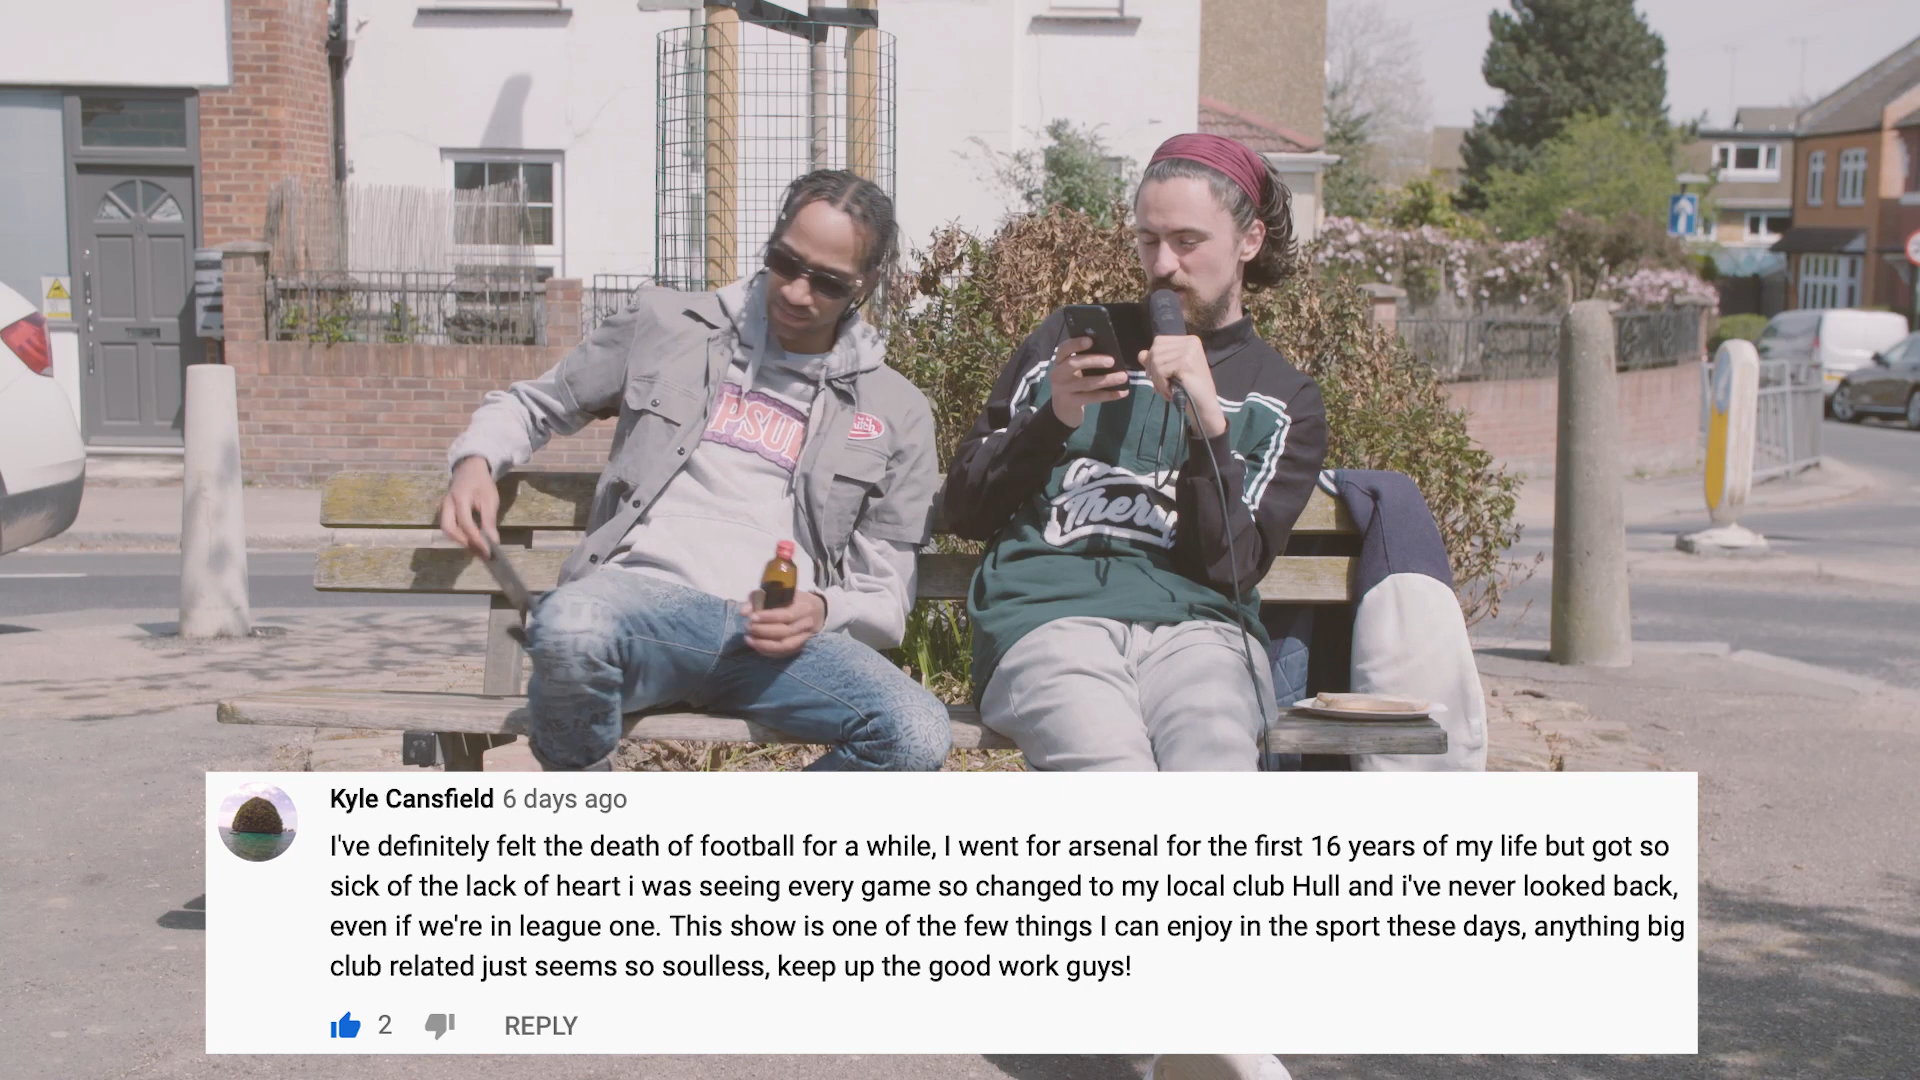 PSU
Kyle Cansfield 6 days ago
I've definitely felt the death of football for a while, I went for arsenal for the first 16 years of my life but got so
sick of the lack of heart i was seeing every game so changed to my local club Hull and i've never looked back,
even if we're in league one. This show is one of the few things I can enjoy in the sport these days, anything big
club related just seems so soulless, keep up the good work guys!
2 REPLY